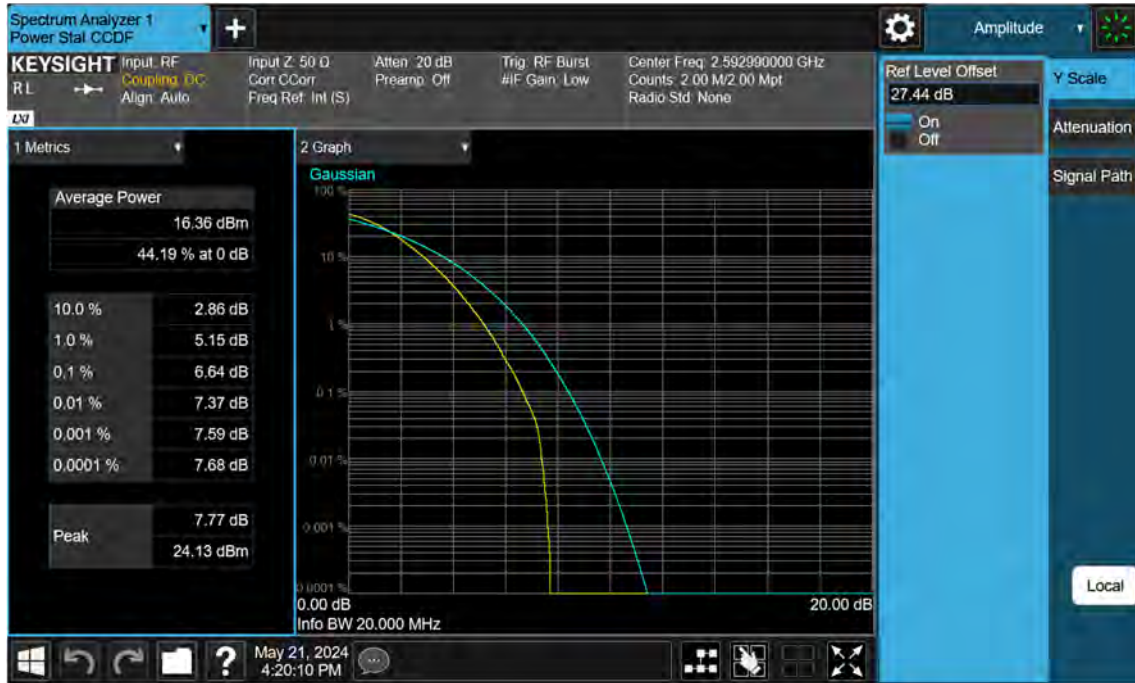 Spectrum Analyzer 1
Power Stat CCDF
+
Amplitude
KEYSIGHT
RL
LXI
Input: RF
Coupling: DC
Align: Auto
Input Z: 50 Ω
Corr CCorr
Freq Ref: Int (S)
Atten: 20 dB
Preamp: Off
Trig: RF Burst
#IF Gain: Low
Center Freq: 2.592990000 GHz
Counts: 2.00 M/2.00 Mpt
Radio Std: None
Ref Level Offset
27.44 dB
On
Off
Y Scale
Attenuation
Signal Path
Local
1 Metrics
Average Power
16.36 dBm
44.19 % at 0 dB
10.0 % 2.86 dB
1.0 % 5.15 dB
0.1 % 6.64 dB
0.01 % 7.37 dB
0.001 % 7.59 dB
0.0001 % 7.68 dB
Peak
7.77 dB
24.13 dBm
2 Graph
Gaussian
100 %
10 %
1 %
0.1 %
0.01 %
0.001 %
0.0001 %
0.00 dB 20.00 dB
Info BW 20.000 MHz
?
May 21, 2024
4:20:10 PM